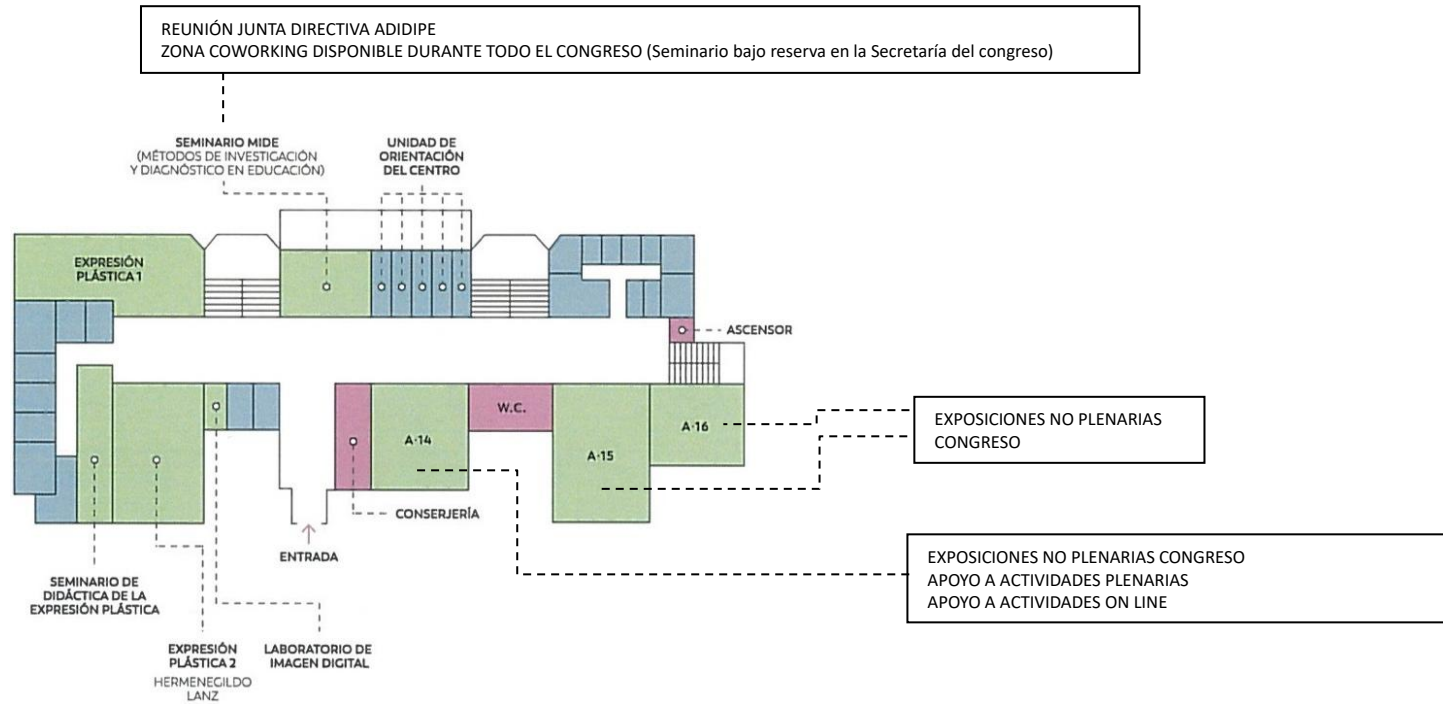 REUNIÓN JUNTA DIRECTIVA ADIDIPE
ZONA COWORKING DISPONIBLE DURANTE TODO EL CONGRESO (Seminario bajo reserva en la Secretaría del congreso)
SEMINARIO MIDE
(MÉTODOS DE INVESTIGACIÓN
Y DIAGNÓSTICO EN EDUCACIÓN)
UNIDAD DE
ORIENTACIÓN
DEL CENTRO
EXPRESIÓN
PLÁSTICA 1
ASCENSOR
W.C.
A·14
A·15
A·16
EXPOSICIONES NO PLENARIAS
CONGRESO
CONSERJERÍA
ENTRADA
EXPOSICIONES NO PLENARIAS CONGRESO
APOYO A ACTIVIDADES PLENARIAS
APOYO A ACTIVIDADES ON LINE
SEMINARIO DE
DIDÁCTICA DE LA
EXPRESIÓN PLÁSTICA
EXPRESIÓN
PLÁSTICA 2
HERMENEGILDO
LANZ
LABORATORIO DE
IMAGEN DIGITAL